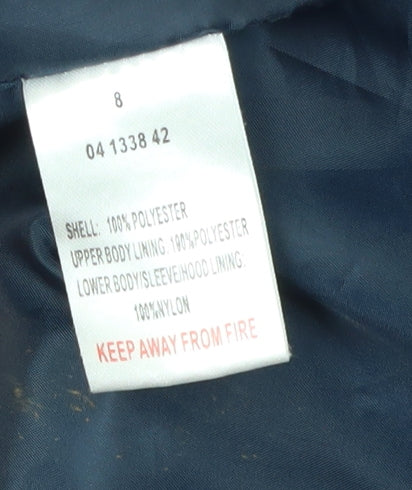 8
04 1338 42
SHELL: 100% POLYESTER
UPPER BODY LINING: 100%POLYESTER
LOWER BODY/SLEEVE/HOOD LINING:
100%NYLON
KEEP AWAY FROM FIRE